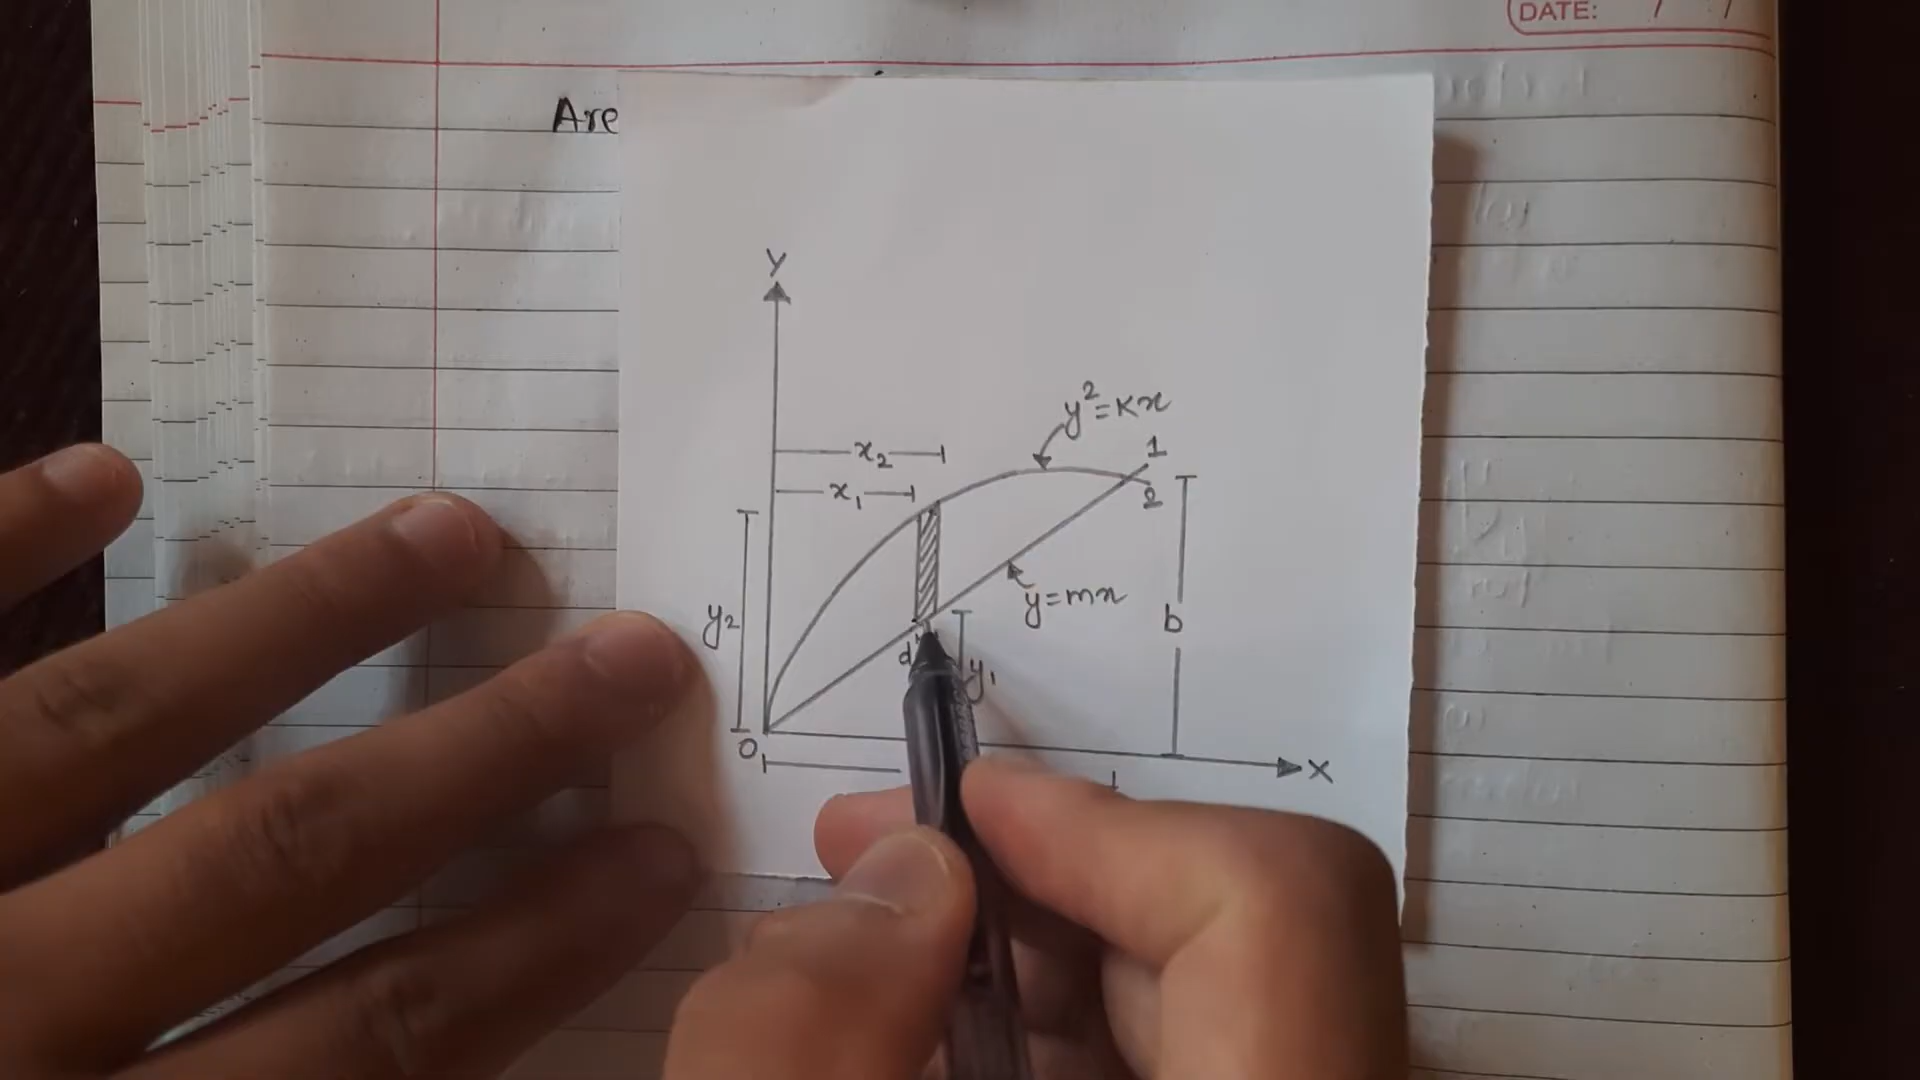 DATE: / /
Are
Y
y²=Kx
1
x₂
x₁
2
y=mx
y₂
b
d
y₁
O
X